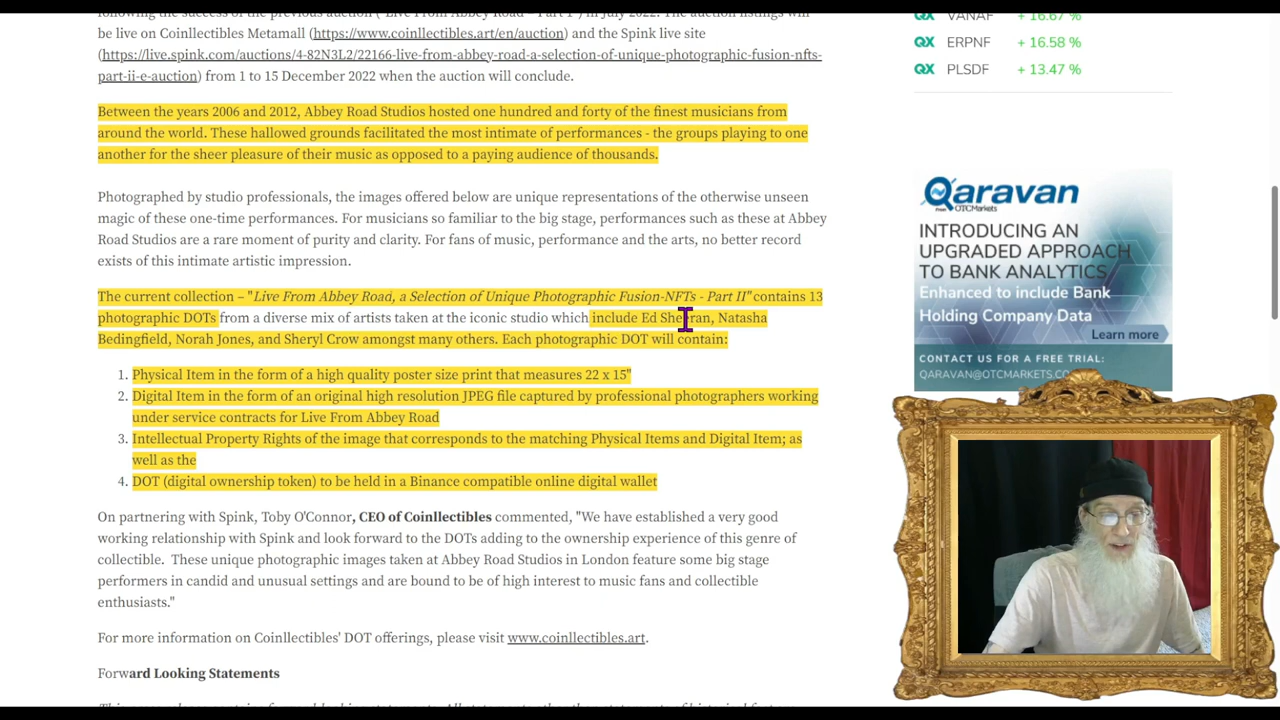 following the success of the previous auction ("Live From Abbey Road – Part I") in July 2022. The auction listings will
be live on Coinllectibles Metamall (https://www.coinllectibles.art/en/auction) and the Spink live site
(https://live.spink.com/auctions/4-82N3L2/22166-live-from-abbey-road-a-selection-of-unique-photographic-fusion-nfts-
part-ii-e-auction) from 1 to 15 December 2022 when the auction will conclude.
Between the years 2006 and 2012, Abbey Road Studios hosted one hundred and forty of the finest musicians from
around the world. These hallowed grounds facilitated the most intimate of performances - the groups playing to one
another for the sheer pleasure of their music as opposed to a paying audience of thousands.
Photographed by studio professionals, the images offered below are unique representations of the otherwise unseen
magic of these one-time performances. For musicians so familiar to the big stage, performances such as these at Abbey
Road Studios are a rare moment of purity and clarity. For fans of music, performance and the arts, no better record
exists of this intimate artistic impression.
The current collection – "Live From Abbey Road, a Selection of Unique Photographic Fusion-NFTs - Part II" contains 13
photographic DOTs from a diverse mix of artists taken at the iconic studio which include Ed Sheeran, Natasha
Bedingfield, Norah Jones, and Sheryl Crow amongst many others. Each photographic DOT will contain:
1. Physical Item in the form of a high quality poster size print that measures 22 x 15"
2. Digital Item in the form of an original high resolution JPEG file captured by professional photographers working
under service contracts for Live From Abbey Road
3. Intellectual Property Rights of the image that corresponds to the matching Physical Items and Digital Item; as
well as the
4. DOT (digital ownership token) to be held in a Binance compatible online digital wallet
On partnering with Spink, Toby O'Connor, CEO of Coinllectibles commented, "We have established a very good
working relationship with Spink and look forward to the DOTs adding to the ownership experience of this genre of
collectible.  These unique photographic images taken at Abbey Road Studios in London feature some big stage
performers in candid and unusual settings and are bound to be of high interest to music fans and collectible
enthusiasts."
For more information on Coinllectibles' DOT offerings, please visit www.coinllectibles.art.
Forward Looking Statements
QX VANAF + 16.67 %
QX ERPNF + 16.58 %
QX PLSDF + 13.47 %
Qaravan
From OTCMarkets
INTRODUCING AN
UPGRADED APPROACH
TO BANK ANALYTICS
Enhanced to include Bank
Holding Company Data
Learn more
CONTACT US FOR A FREE TRIAL:
QARAVAN@OTCMARKETS.CO